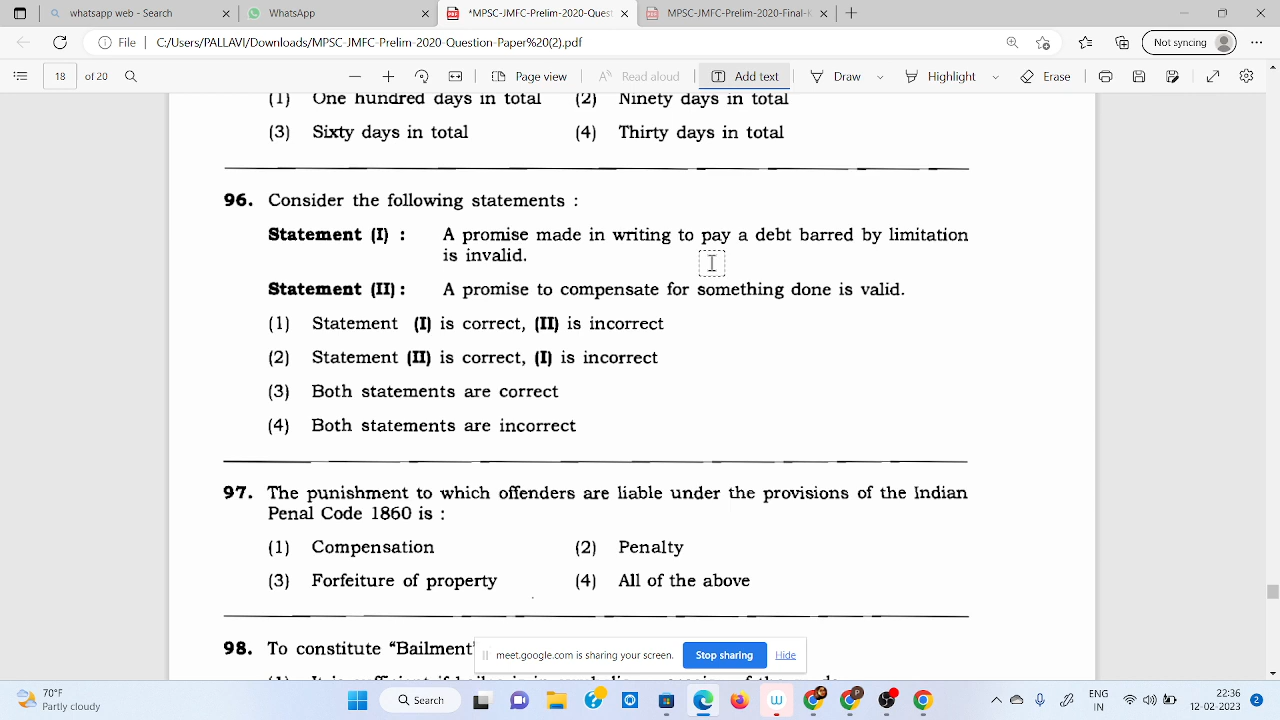 whatsapp web - Search
WhatsApp
*MPSC-JMFC-Prelim-2020-Quest
MPSC-JMFC-Prelim-2020-Final-K
File
C:/Users/PALLAVI/Downloads/MPSC_JMFC-Prelim-2020-Question-Paper%20(2).pdf
Not syncing
18 of 20
Page view
Read aloud
Add text
Draw
Highlight
Erase
(1) One hundred days in total (2) Ninety days in total
(3) Sixty days in total (4) Thirty days in total
96. Consider the following statements :
Statement (I) : A promise made in writing to pay a debt barred by limitation
is invalid.
Statement (II) : A promise to compensate for something done is valid.
(1) Statement (I) is correct, (II) is incorrect
(2) Statement (II) is correct, (I) is incorrect
(3) Both statements are correct
(4) Both statements are incorrect
97. The punishment to which offenders are liable under the provisions of the Indian
Penal Code 1860 is :
(1) Compensation (2) Penalty
(3) Forfeiture of property (4) All of the above
98. To constitute "Bailment"
meet.google.com is sharing your screen.
Stop sharing
Hide
70°F
Partly cloudy
Search
ENG
IN
22:36
12-02-2023
2